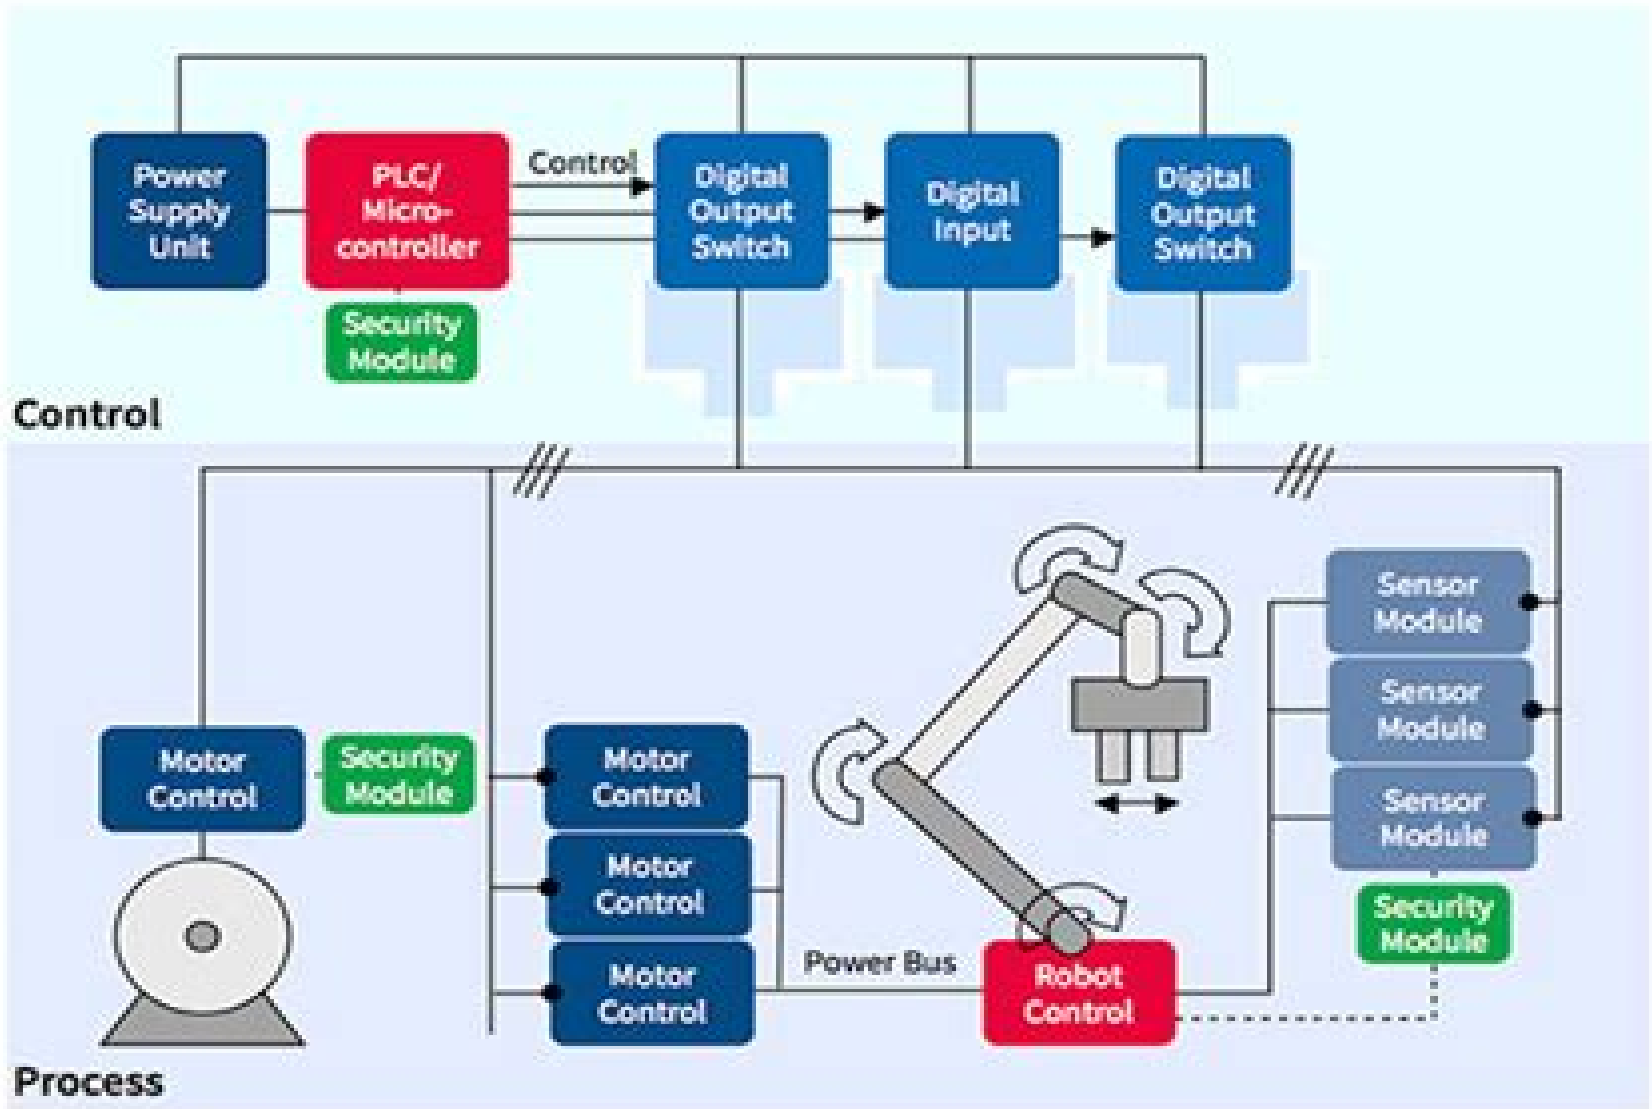 Power
Supply
Unit
PLC/
Micro-
controller
Control
Digital
Output
Switch
Digital
Input
Digital
Output
Switch
Security
Module
Control
Sensor
Module
Sensor
Module
Sensor
Module
Motor
Control
Security
Module
Motor
Control
Motor
Control
Motor
Control
Power Bus
Robot
Control
Security
Module
Process